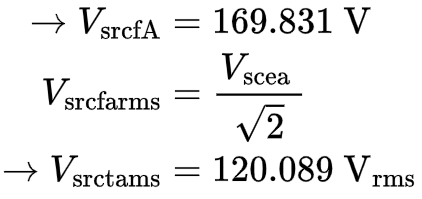 → V_srcfA = 169.831 V
V_srcfarms = V_scea / √2
→ V_srctams = 120.089 V_rms